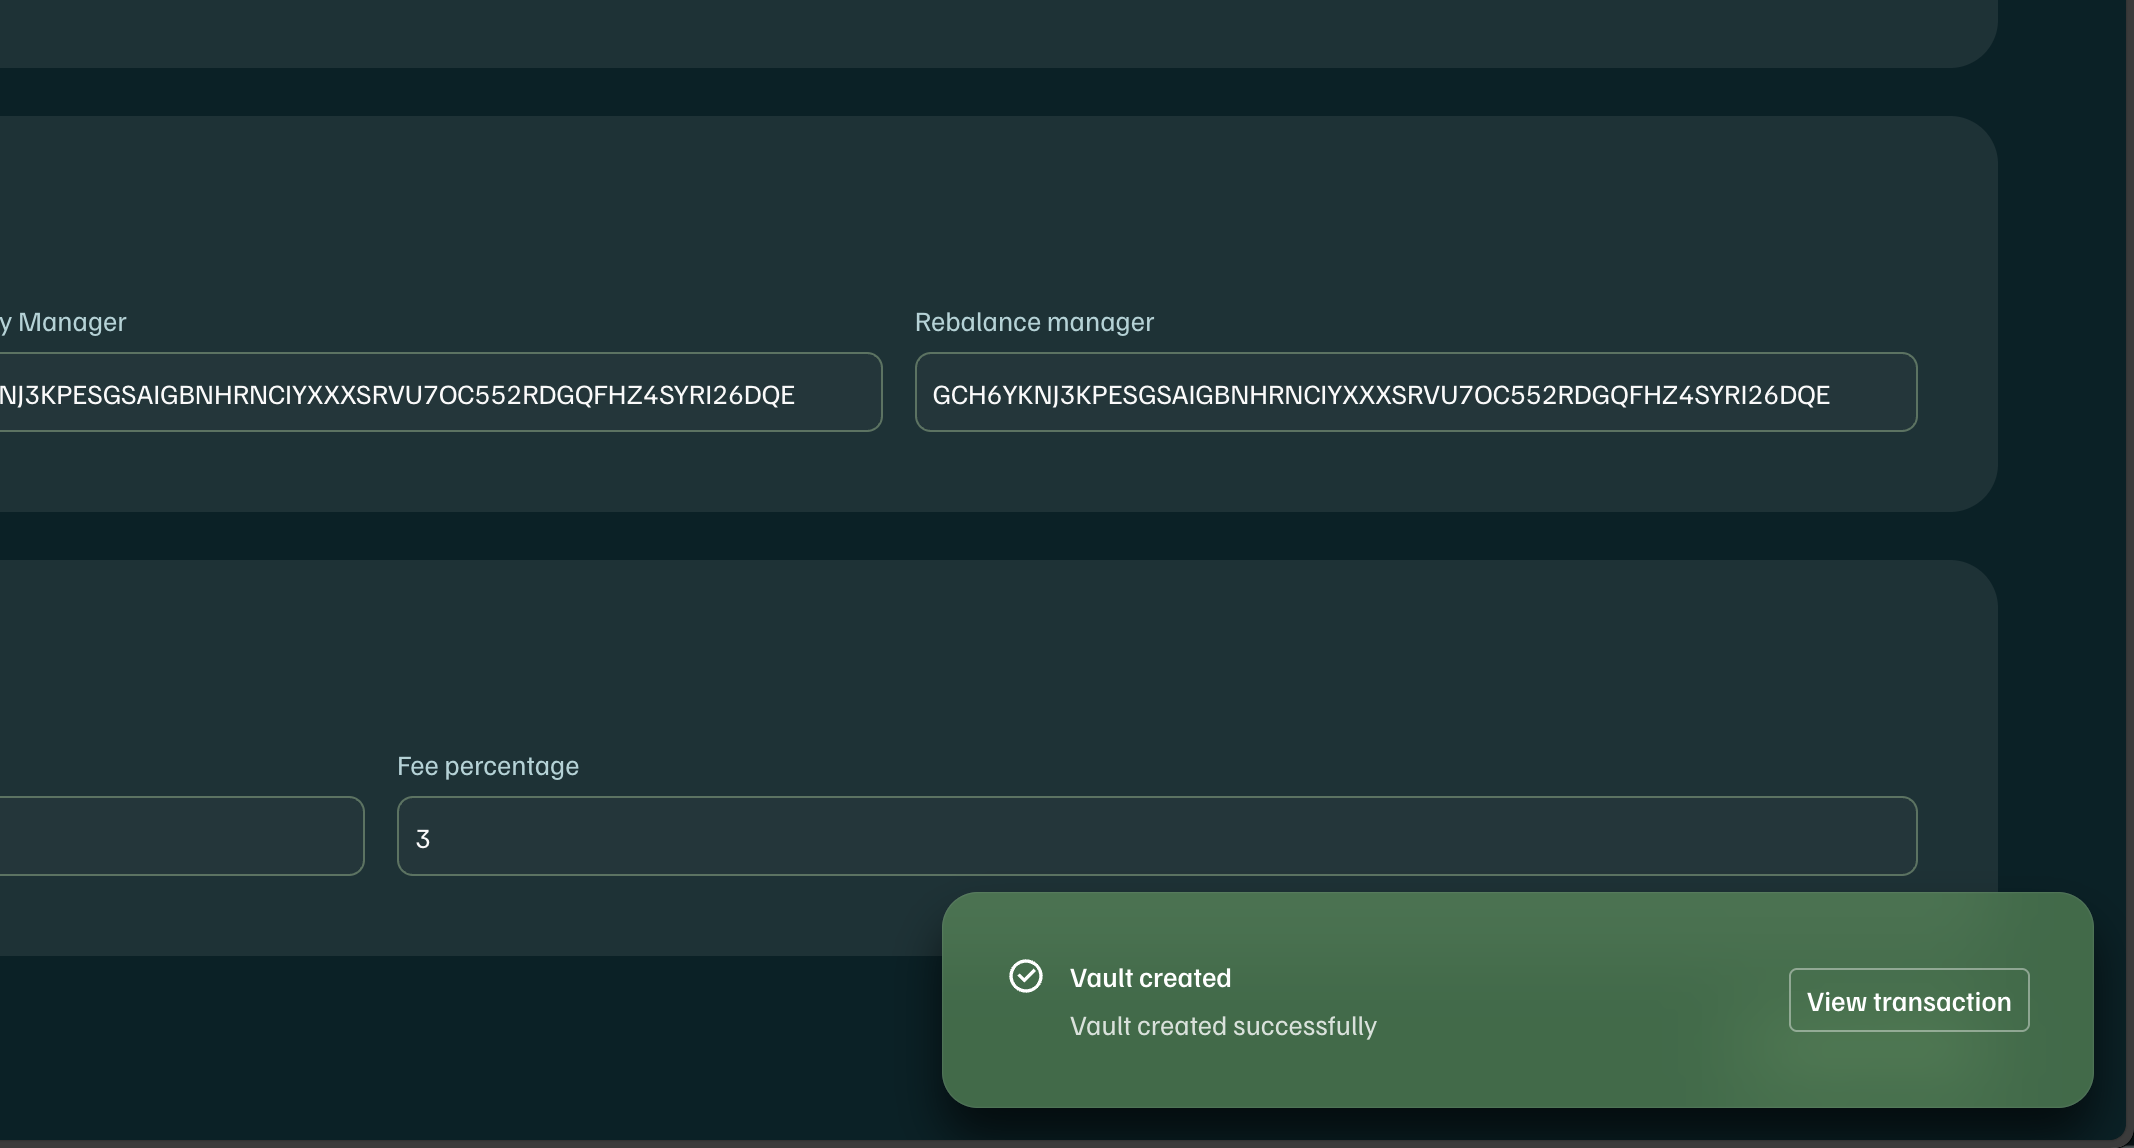 y Manager
Rebalance manager
NJ3KPESGSAIGBNHRNCIYXXXSRVU7OC552RDGQFHZ4SYRI26DQE
GCH6YKNJ3KPESGSAIGBNHRNCIYXXXSRVU7OC552RDGQFHZ4SYRI26DQE
Fee percentage
3
Vault created
Vault created successfully
View transaction